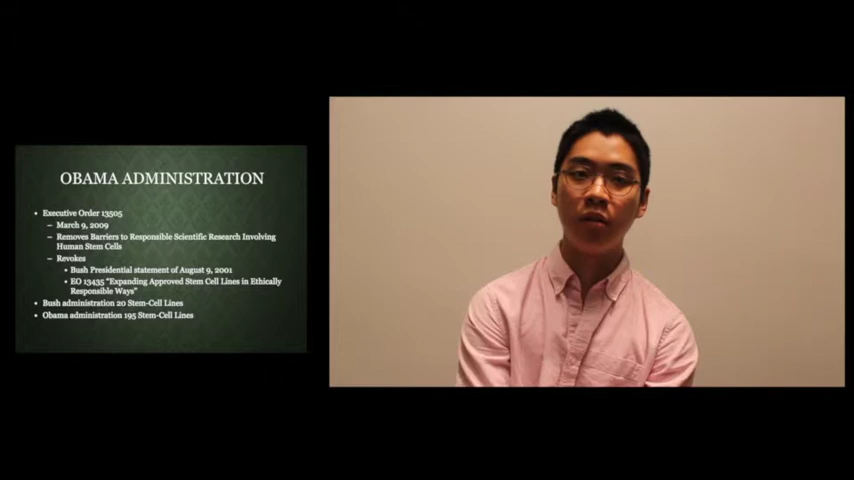 OBAMA ADMINISTRATION
• Executive Order 13505
– March 9, 2009
– Removes Barriers to Responsible Scientific Research Involving
Human Stem Cells
– Revokes
• Bush Presidential statement of August 9, 2001
• EO 13435 "Expanding Approved Stem Cell Lines in Ethically
Responsible Ways"
• Bush administration 20 Stem-Cell Lines
• Obama administration 195 Stem-Cell Lines